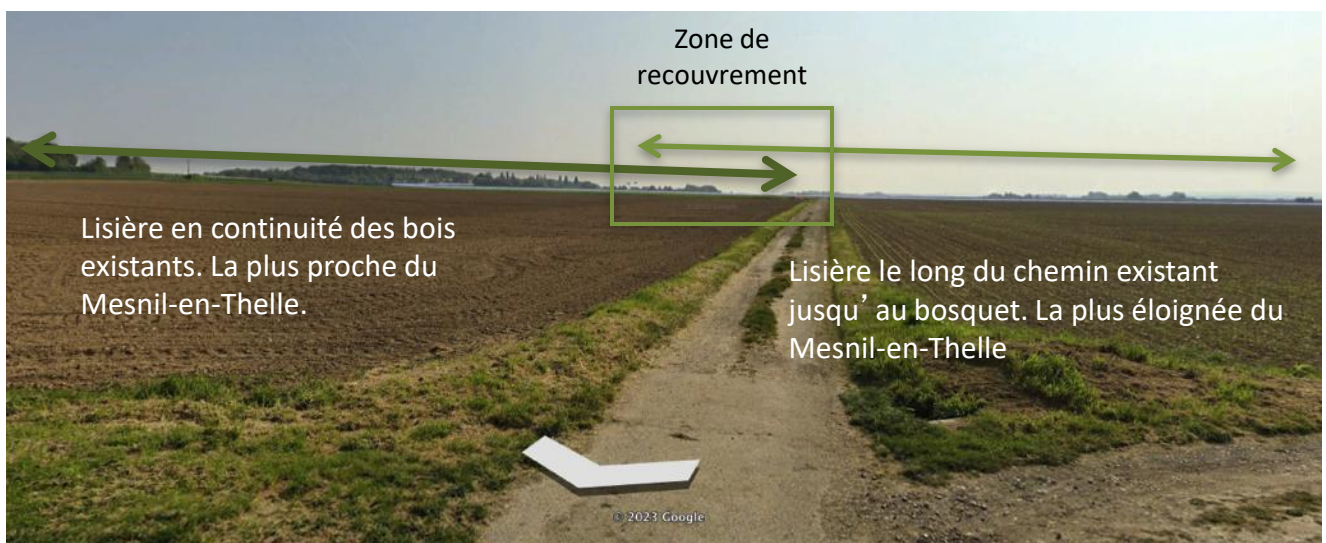 Zone de
recouvrement
Lisière en continuité des bois
existants. La plus proche du
Mesnil-en-Thelle.
Lisière le long du chemin existant
jusqu’au bosquet. La plus éloignée du
Mesnil-en-Thelle
© 2023 Google